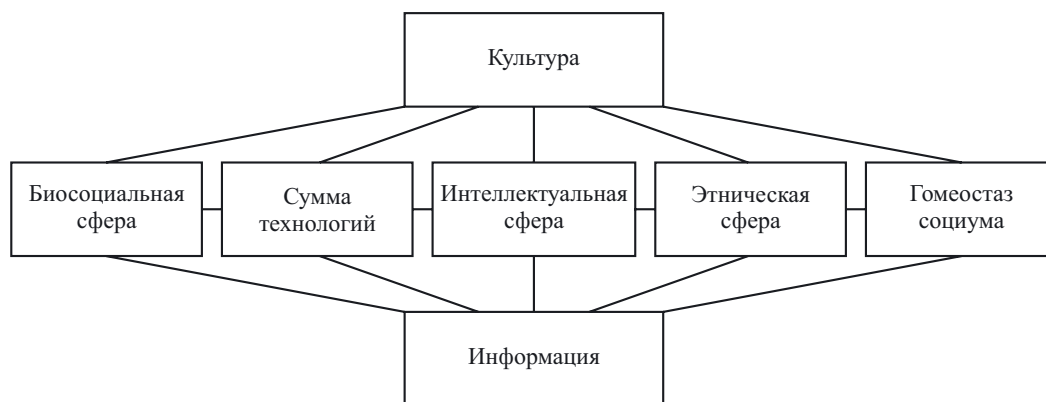 Культура
Биосоциальная
сфера
Сумма
технологий
Интеллектуальная
сфера
Этническая
сфера
Гомеостаз
социума
Информация